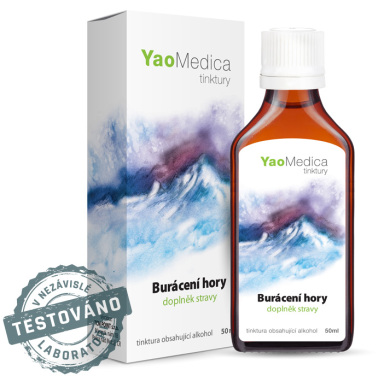 YaoMedica
tinktury
Burácení hory
doplněk stravy
tinktura obsahující alkohol 50ml
YaoMedica
tinktury
Burácení hory
doplněk stravy
tinktura obsahující alkohol 50ml
V NEZÁVISLÉ
TESTOVÁNO
LABORATOŘI